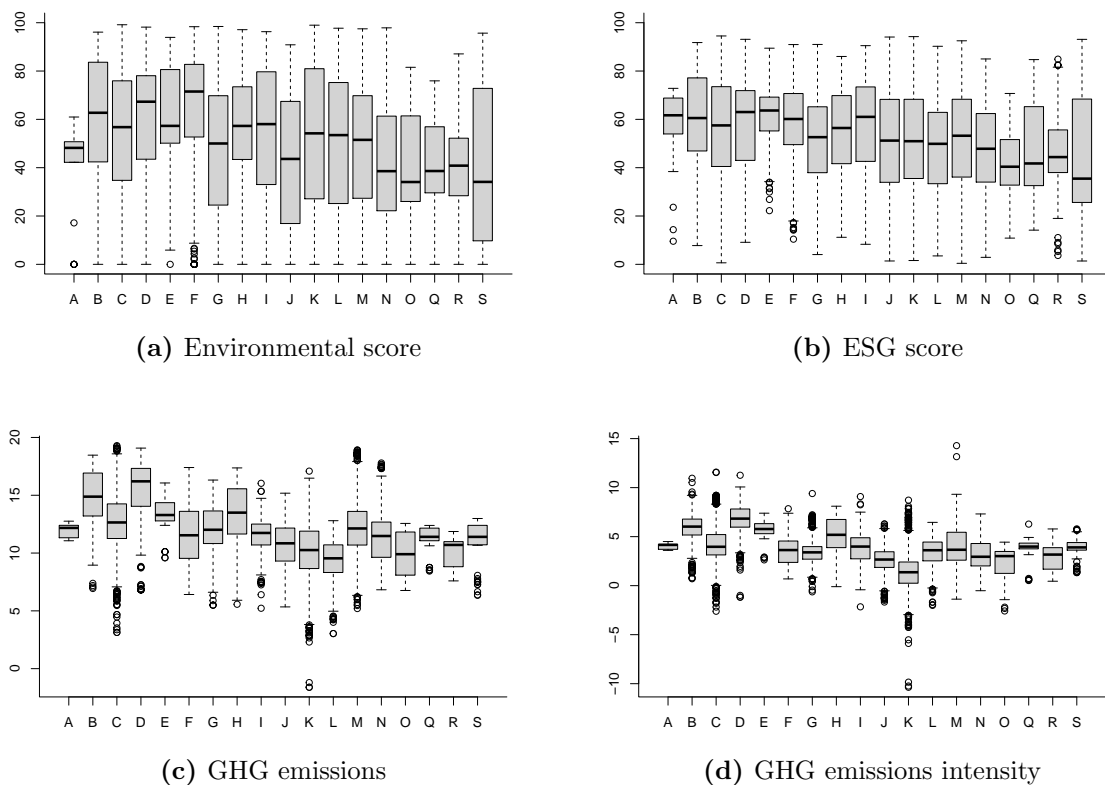 100
80
60
40
20
0
A B C D E F G H I J K L M N O Q R S
(a) Environmental score
100
80
60
40
20
0
A B C D E F G H I J K L M N O Q R S
(b) ESG score
20
15
10
5
0
A B C D E F G H I J K L M N O Q R S
(c) GHG emissions
15
10
5
0
−5
−10
A B C D E F G H I J K L M N O Q R S
(d) GHG emissions intensity